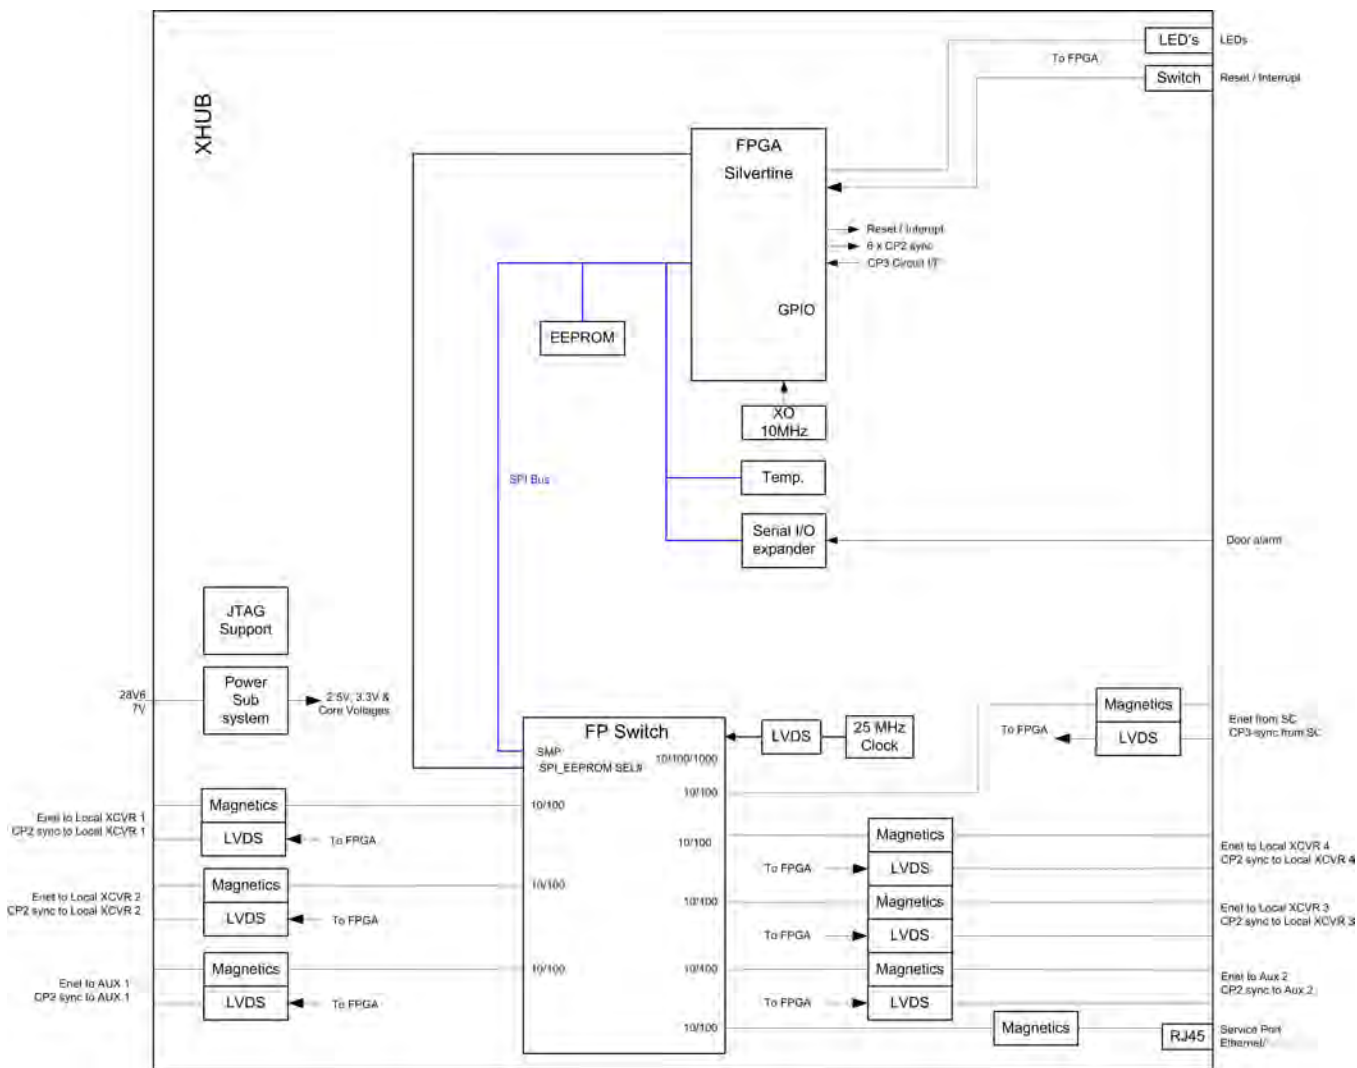 LED's
LEDs
To FPGA
Switch
Reset / Interrupt
XHUB
FPGA
Silvertine
Reset / Interupt
6 x CP2 sync
CP3 Circuit I/T
GPIO
EEPROM
XO
10MHz
SPI Bus
Temp.
Serial I/O
expander
Door alarm
JTAG
Support
28V6
7V
Power
Sub
system
2.5V, 3.3V &
Core Voltages
Magnetics
LVDS
To FPGA
Enet from SC
CP3-sync from SC
FP Switch
LVDS
25 MHz
Clock
SMP
SPI_EEPROM SEL#
10/100/1000
10/100
Magnetics
10/100
Enet to Local XCVR 1
CP2 sync to Local XCVR 1
LVDS
To FPGA
10/100
Magnetics
To FPGA
LVDS
Enet to Local XCVR 4
CP2 sync to Local XCVR 4
Magnetics
10/100
Enet to Local XCVR 2
CP2 sync to Local XCVR 2
LVDS
To FPGA
10/100
Magnetics
To FPGA
LVDS
Enet to Local XCVR 3
CP2 sync to Local XCVR 3
Magnetics
10/100
Enet to AUX 1
CP2 sync to AUX 1
LVDS
To FPGA
10/100
Magnetics
To FPGA
LVDS
Enet to Aux 2
CP2 sync to Aux 2
10/100
Magnetics
RJ45
Service Port
Ethernet/